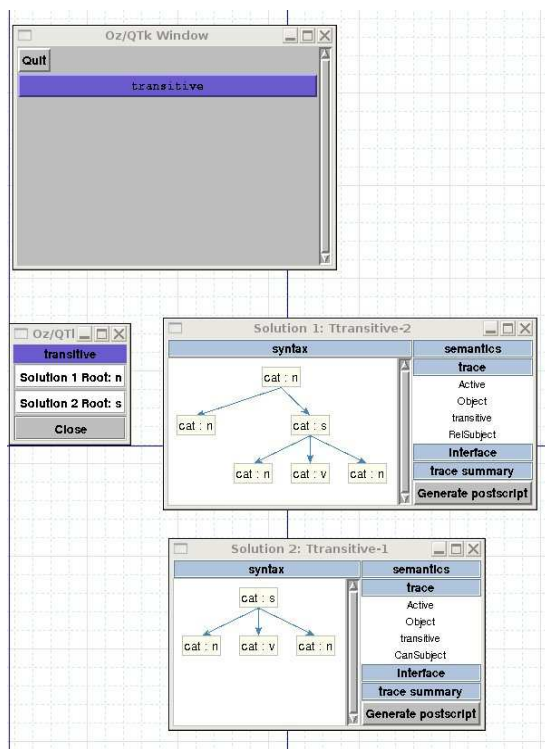 Oz/QTk Window
Quit
transitive
Oz/QTl
transitive
Solution 1 Root: n
Solution 2 Root: s
Close
Solution 1: Ttransitive-2
syntax
semantics
trace
Active
Object
transitive
RelSubject
Interface
trace summary
Generate postscript
cat : n
cat : n
cat : s
cat : n
cat : v
cat : n
Solution 2: Ttransitive-1
syntax
semantics
trace
Active
Object
transitive
CanSubject
Interface
trace summary
Generate postscript
cat : s
cat : n
cat : v
cat : n